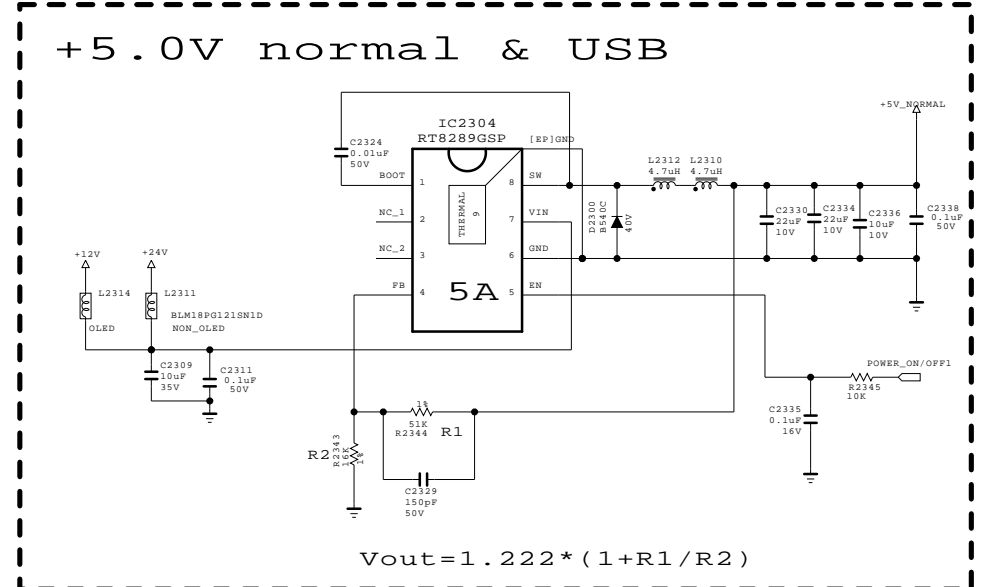 +5.0V normal & USB
+5V_NORMAL
IC2304
RT8289GSP
[EP]GND
C2324
0.01uF
50V
BOOT
1
NC_1
2
NC_2
3
FB
4
THERMAL
9
5A
SW
8
VIN
7
GND
6
EN
5
L2312
4.7uH
L2310
4.7uH
D2300
B540C
40V
C2330
22uF
10V
C2334
22uF
10V
C2336
10uF
10V
C2338
0.1uF
50V
+12V
+24V
L2314
OLED
L2311
BLM18PG121SN1D
NON_OLED
C2309
10uF
35V
C2311
0.1uF
50V
POWER_ON/OFF1
R2345
10K
C2335
0.1uF
16V
1%
51K
R2344
R1
R2
R2343
16K
1%
C2329
150pF
50V
Vout=1.222*(1+R1/R2)